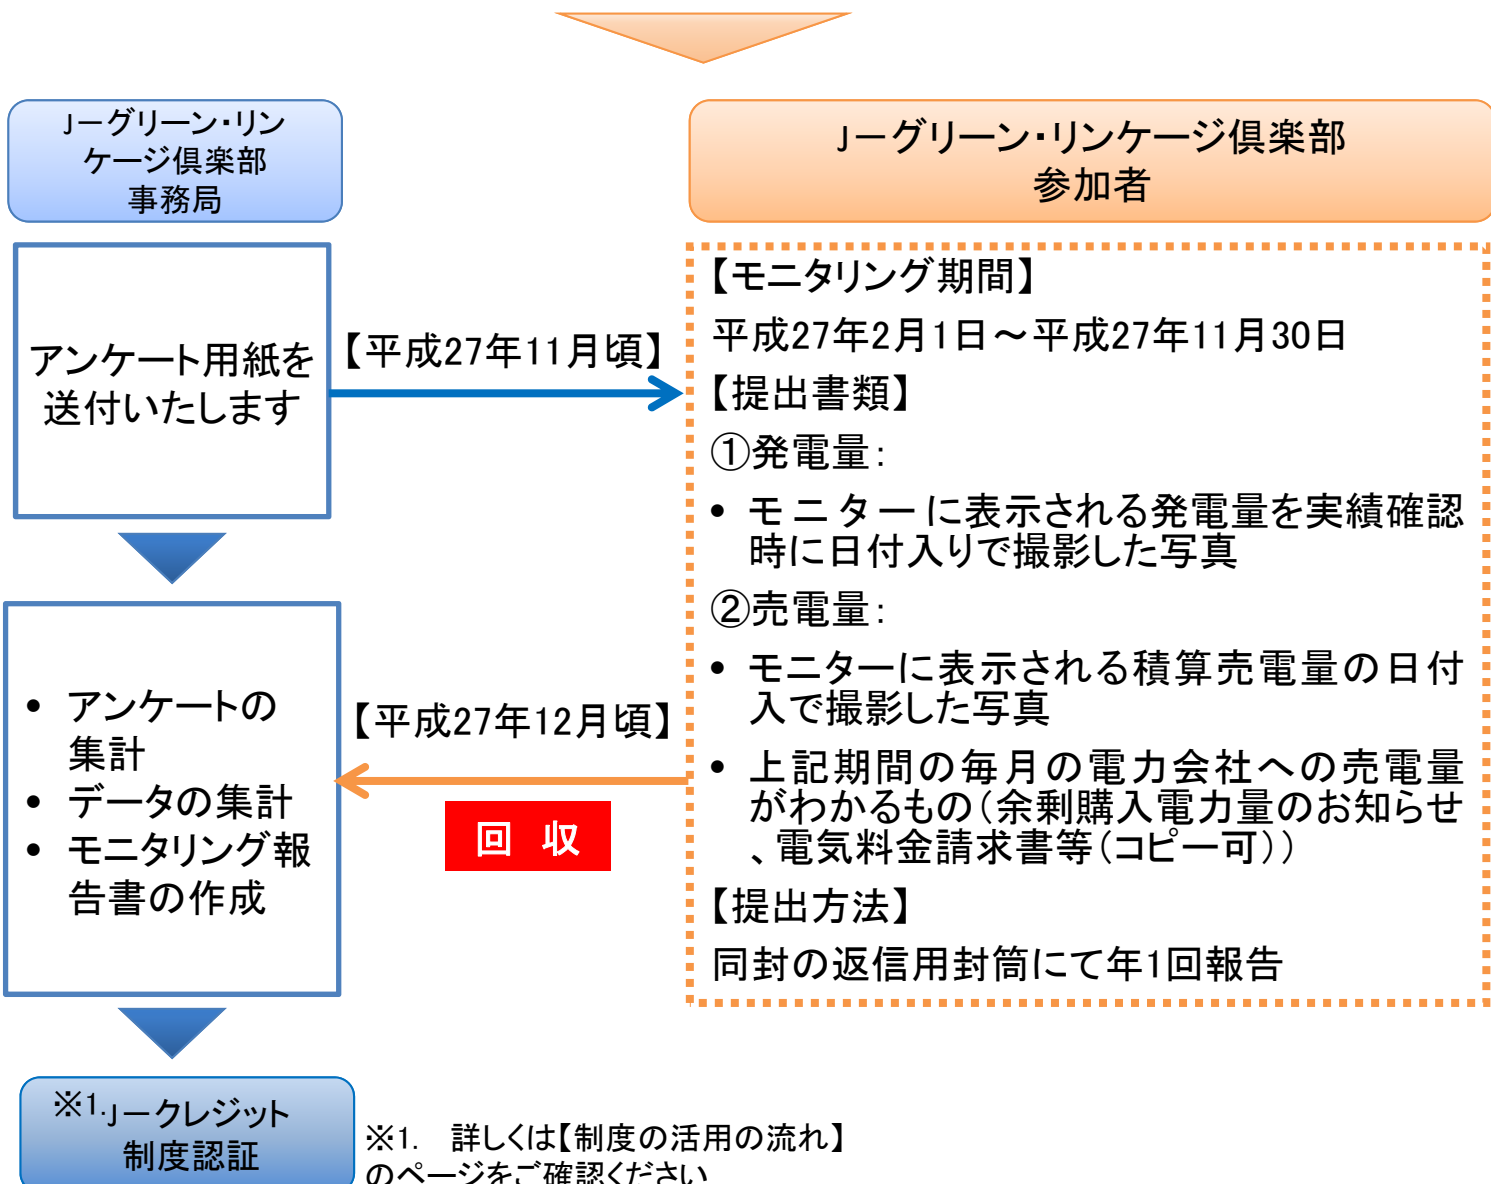 J－グリーン・リン
ケージ倶楽部
事務局
J－グリーン・リンケージ倶楽部
参加者
アンケート用紙を
送付いたします
【平成27年11月頃】
【モニタリング期間】
平成27年2月1日～平成27年11月30日
【提出書類】
①発電量：
• モニターに表示される発電量を実績確認
時に日付入りで撮影した写真
②売電量：
• モニターに表示される積算売電量の日付
入で撮影した写真
• 上記期間の毎月の電力会社への売電量
がわかるもの（余剰購入電力量のお知らせ
、電気料金請求書等（コピー可））
【提出方法】
同封の返信用封筒にて年1回報告
【平成27年12月頃】
回 収
• アンケートの
集計
• データの集計
• モニタリング報
告書の作成
※1.J－クレジット
制度認証
※1.　詳しくは【制度の活用の流れ】
のページをご確認ください